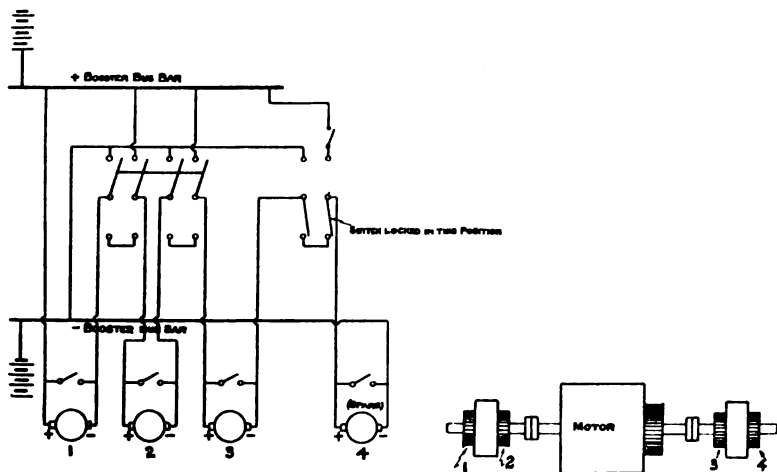 + BOOSTER BUS BAR
SWITCH LOCKED IN THIS POSITION
- BOOSTER BUS BAR
(SPARE)
+ - + - + - + -
1 2 3 4
MOTOR
1 2 3 4